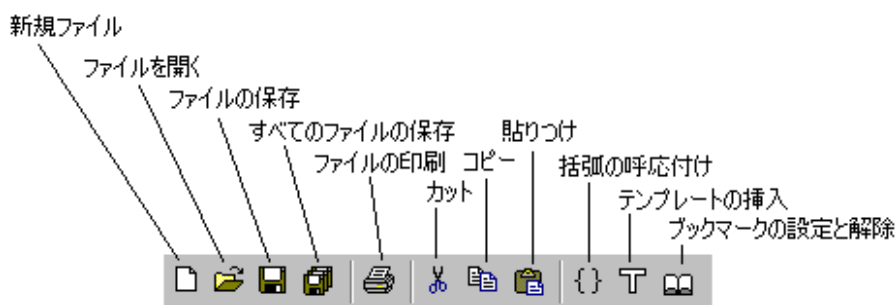 新規ファイル
ファイルを開く
ファイルの保存
すべてのファイルの保存
ファイルの印刷
カット
コピー
貼りつけ
括弧の呼応付け
テンプレートの挿入
ブックマークの設定と解除